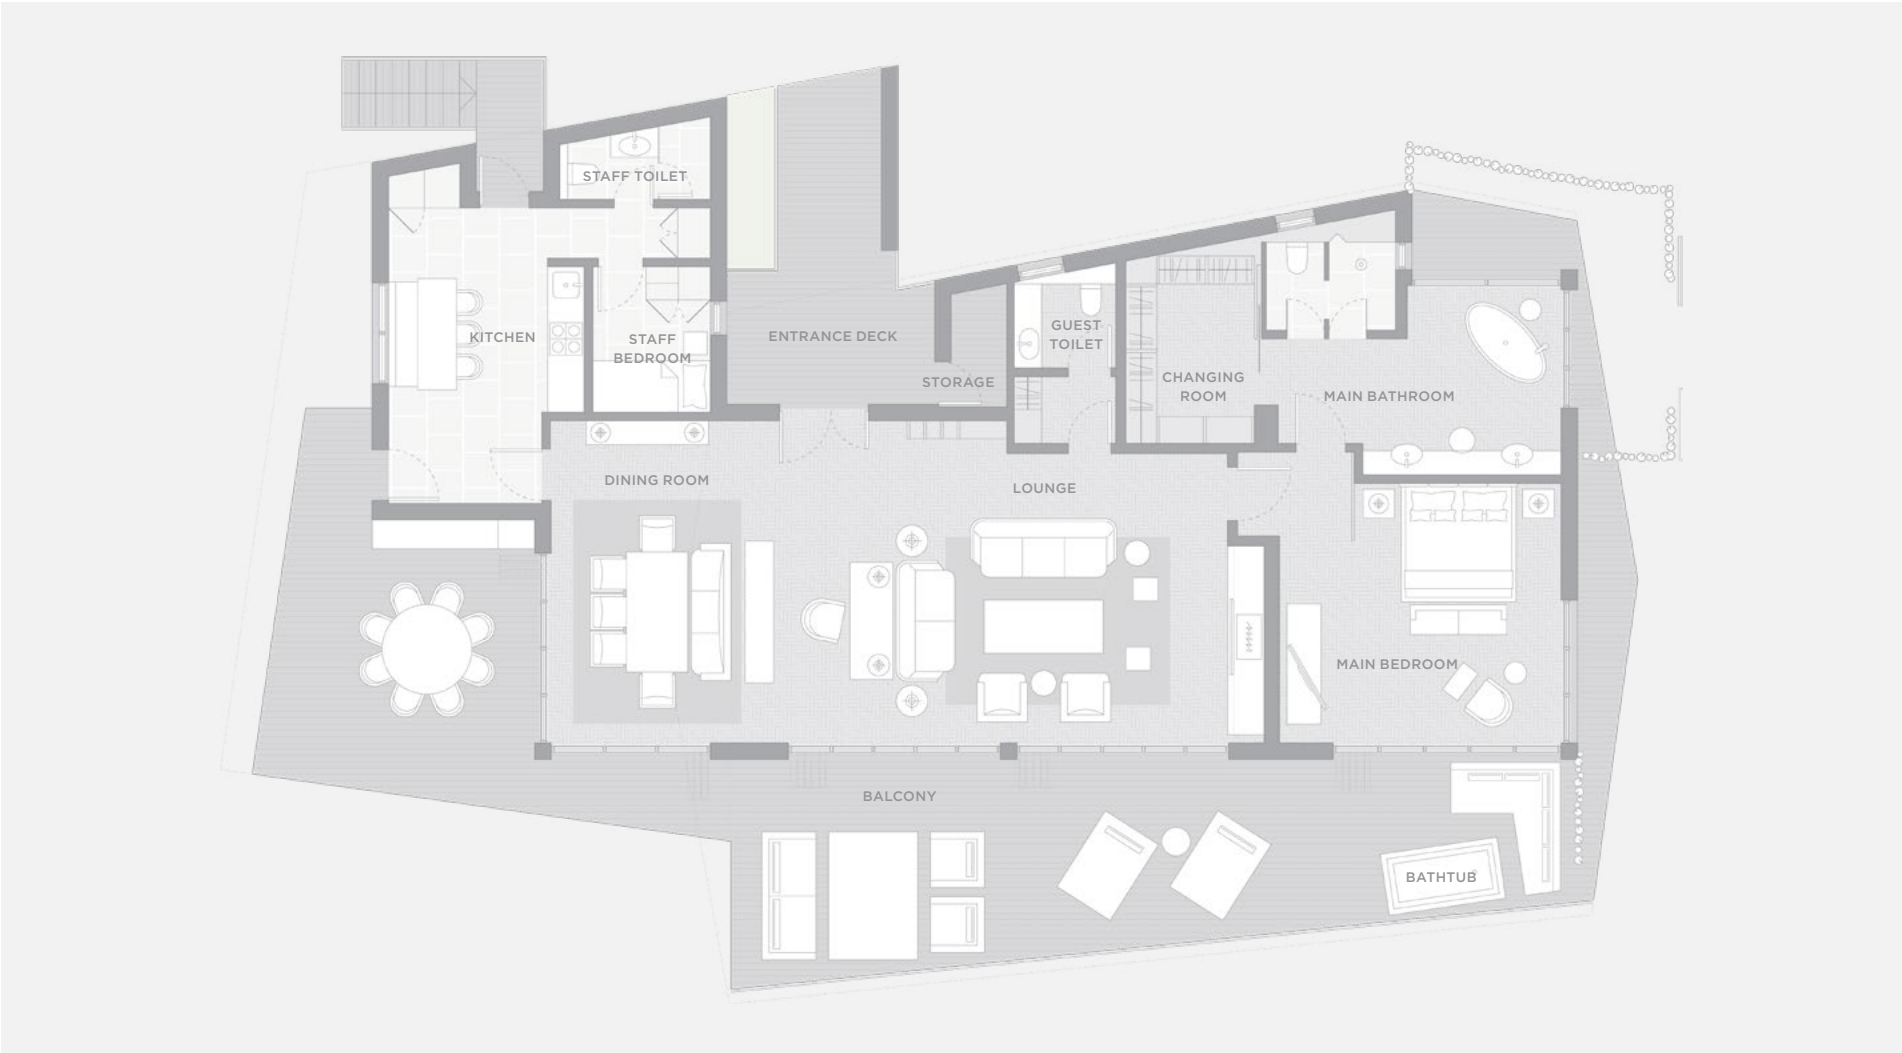 STAFF TOILET
KITCHEN
STAFF
BEDROOM
ENTRANCE DECK
STORAGE
GUEST
TOILET
CHANGING
ROOM
MAIN BATHROOM
DINING ROOM
LOUNGE
MAIN BEDROOM
BALCONY
BATHTUB